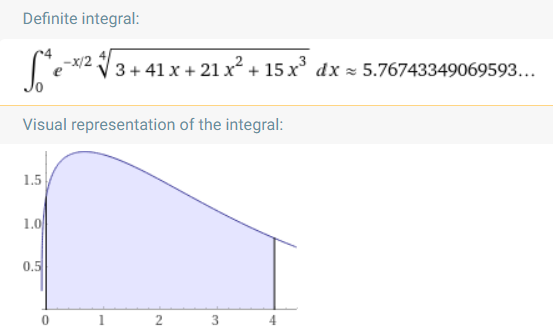 Definite integral:
∫₀⁴ e^(-x/2) ∜(3 + 41 x + 21 x² + 15 x³) dx ≈ 5.76743349069593...
Visual representation of the integral:
1.5
1.0
0.5
0 1 2 3 4